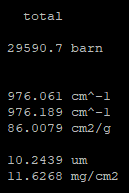 total
29590.7 barn
976.061 cm^-1
976.189 cm^-1
86.0079 cm2/g
10.2439 um
11.6268 mg/cm2